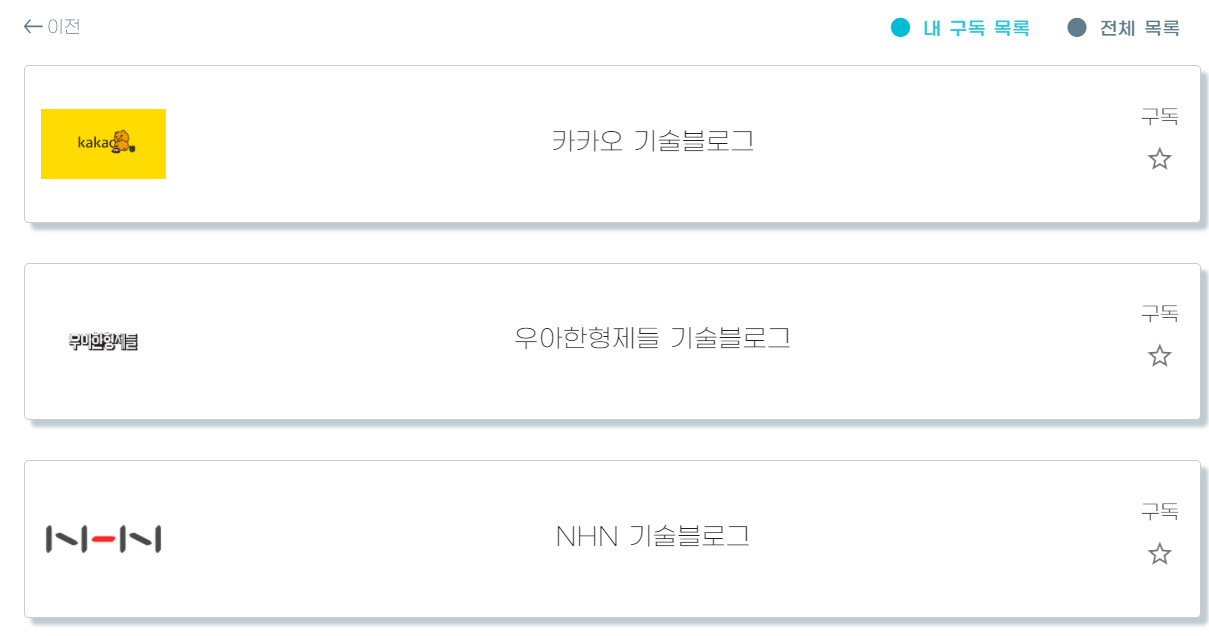 ← 이전
내 구독 목록
전체 목록
kakao
카카오 기술블로그
구독
우아한형제들
우아한형제들 기술블로그
구독
NHN
NHN 기술블로그
구독